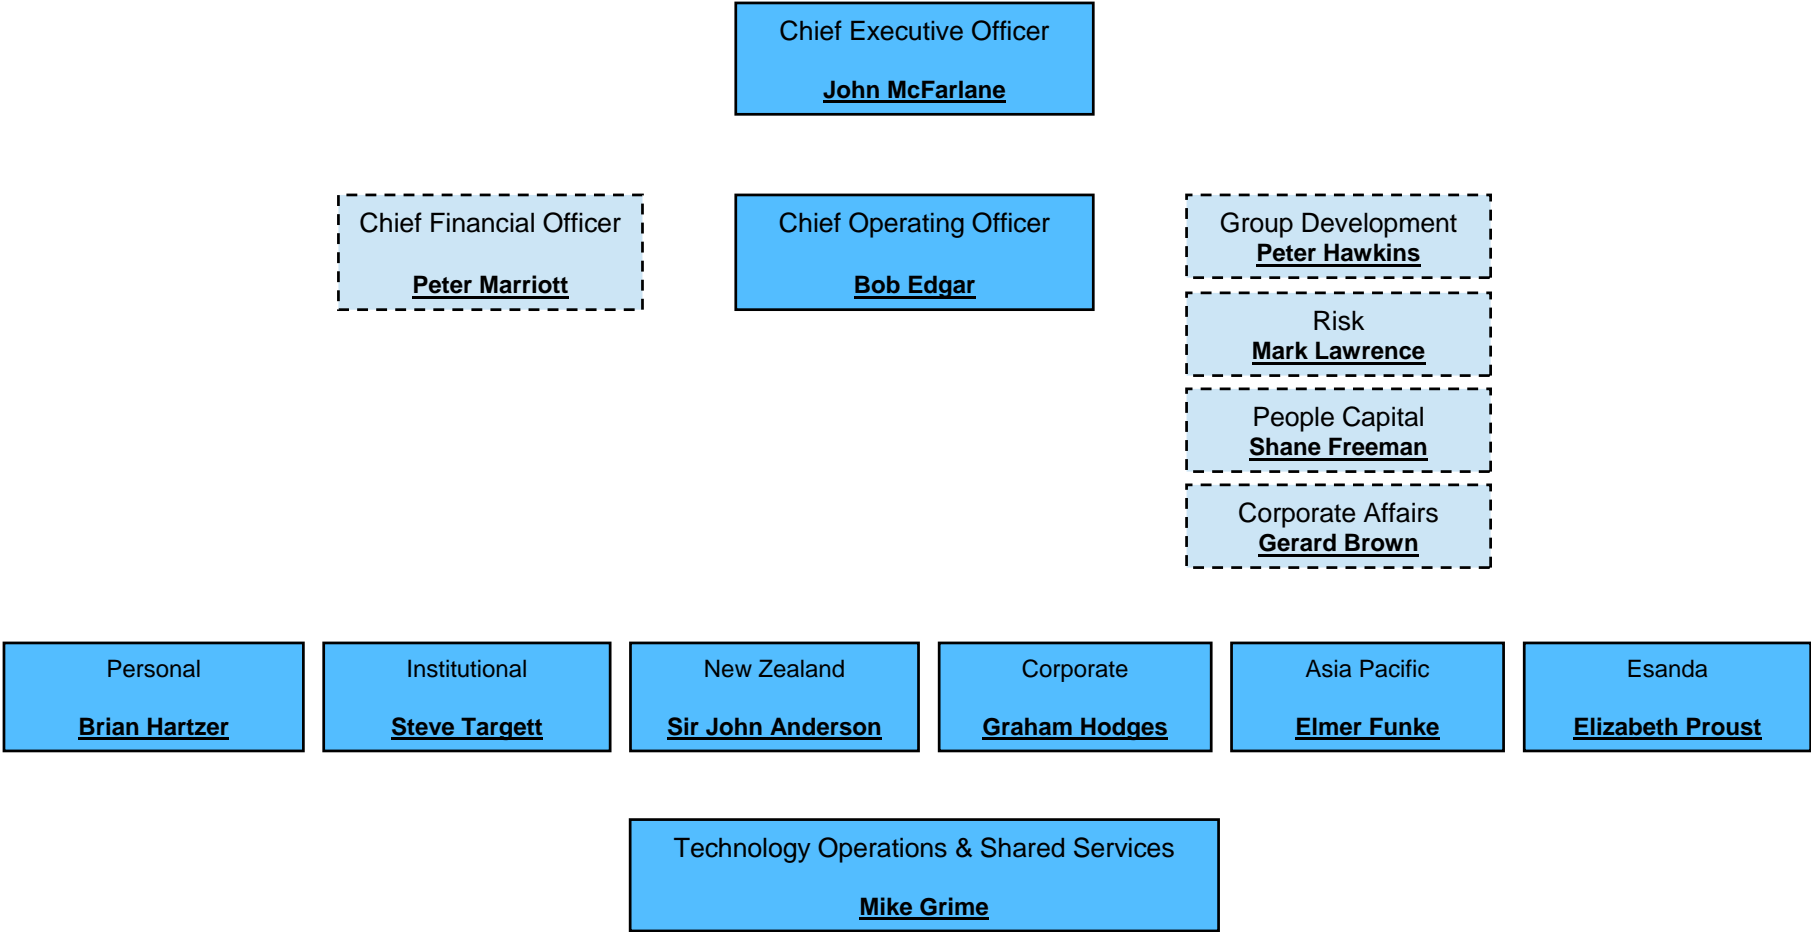 Chief Executive Officer
John McFarlane
Chief Financial Officer
Peter Marriott
Chief Operating Officer
Bob Edgar
Group Development
Peter Hawkins
Risk
Mark Lawrence
People Capital
Shane Freeman
Corporate Affairs
Gerard Brown
Personal
Brian Hartzer
Institutional
Steve Targett
New Zealand
Sir John Anderson
Corporate
Graham Hodges
Asia Pacific
Elmer Funke
Esanda
Elizabeth Proust
Technology Operations & Shared Services
Mike Grime